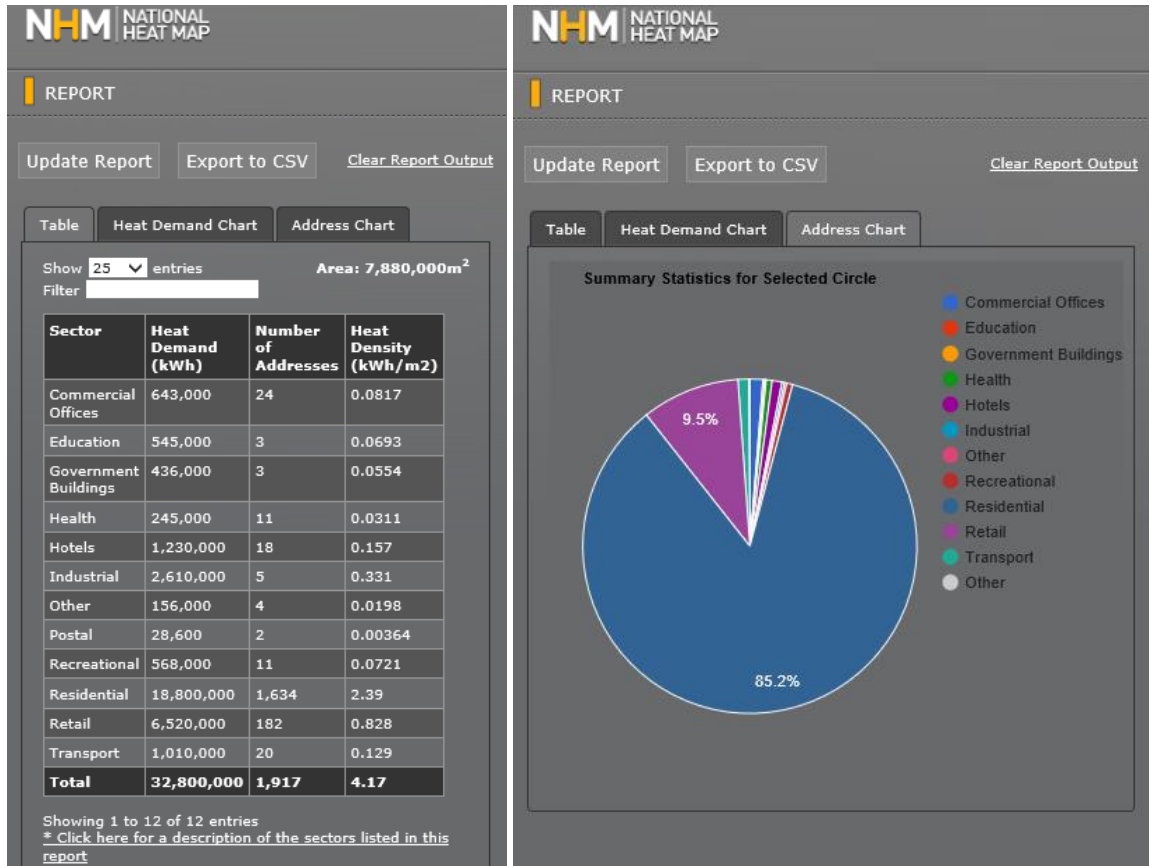 NHM NATIONAL
HEAT MAP
REPORT
Update Report Export to CSV Clear Report Output
Table Heat Demand Chart Address Chart
Show 25 entries Area: 7,880,000m²
Filter
Sector Heat Demand (kWh) Number of Addresses Heat Density (kWh/m2)
Commercial Offices 643,000 24 0.0817
Education 545,000 3 0.0693
Government Buildings 436,000 3 0.0554
Health 245,000 11 0.0311
Hotels 1,230,000 18 0.157
Industrial 2,610,000 5 0.331
Other 156,000 4 0.0198
Postal 28,600 2 0.00364
Recreational 568,000 11 0.0721
Residential 18,800,000 1,634 2.39
Retail 6,520,000 182 0.828
Transport 1,010,000 20 0.129
Total 32,800,000 1,917 4.17
Showing 1 to 12 of 12 entries
* Click here for a description of the sectors listed in this
report
NHM NATIONAL
HEAT MAP
REPORT
Update Report Export to CSV Clear Report Output
Table Heat Demand Chart Address Chart
Summary Statistics for Selected Circle
Commercial Offices
Education
Government Buildings
Health
Hotels
Industrial
Other
Recreational
Residential
Retail
Transport
Other
9.5%
85.2%